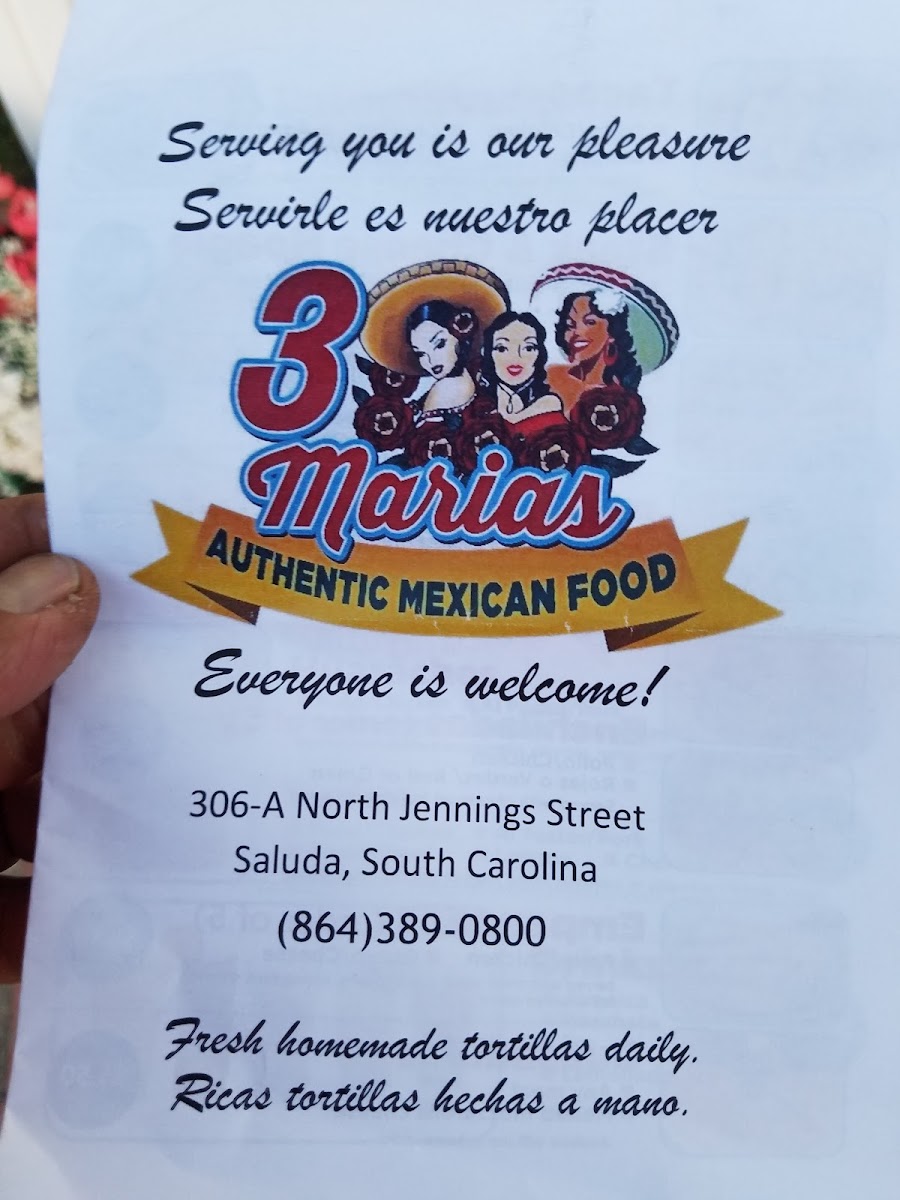 Serving you is our pleasure
Servirle es nuestro placer
3
Marias
AUTHENTIC MEXICAN FOOD
Everyone is welcome!
306-A North Jennings Street
Saluda, South Carolina
(864)389-0800
Fresh homemade tortillas daily.
Ricas tortillas hechas a mano.